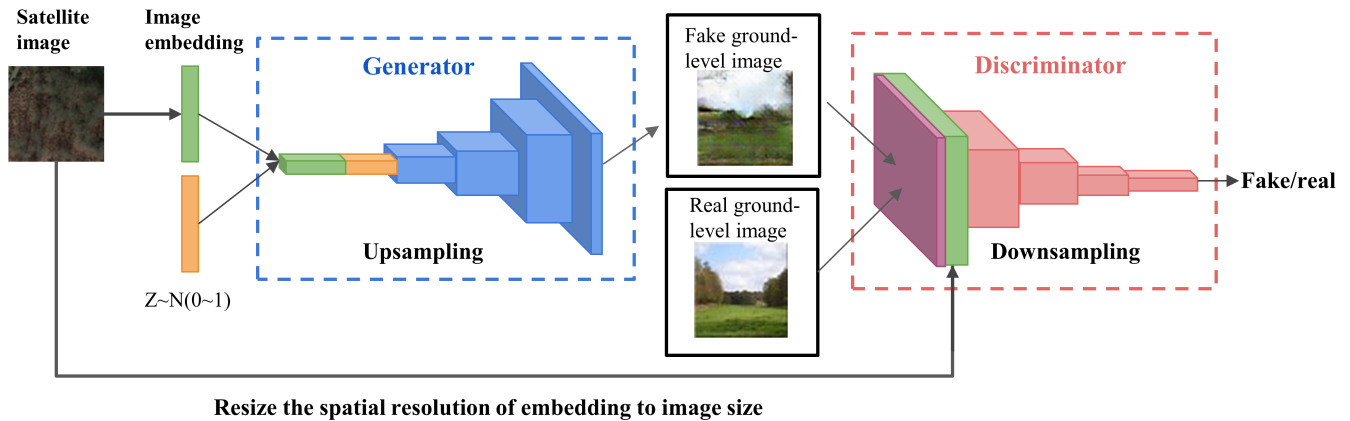 Satellite
image
Image
embedding
Z~N(0~1)
Generator
Upsampling
Fake ground-
level image
Real ground-
level image
Discriminator
Downsampling
Fake/real
Resize the spatial resolution of embedding to image size